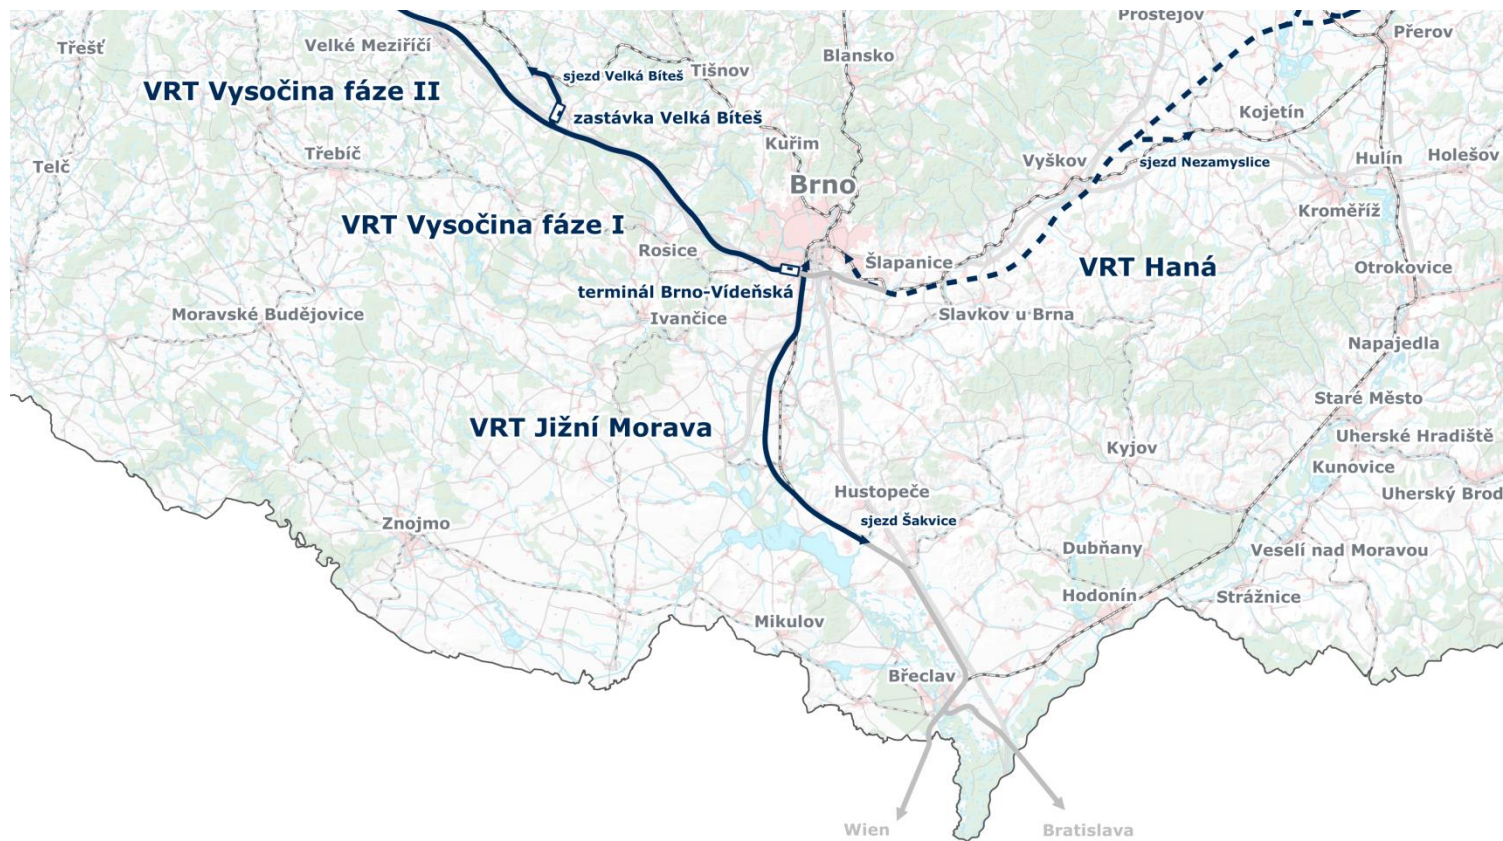 Prostějov
Přerov
Třešť
Velké Meziříčí
Blansko
sjezd Velká Bíteš
Tišnov
VRT Vysočina fáze II
zastávka Velká Bíteš
Kojetín
Kuřim
Třebíč
Telč
Vyškov
sjezd Nezamyslice
Hulín
Holešov
Brno
Kroměříž
VRT Vysočina fáze I
Rosice
Šlapanice
VRT Haná
Otrokovice
terminál Brno-Vídeňská
Ivančice
Moravské Budějovice
Slavkov u Brna
Napajedla
Staré Město
VRT Jižní Morava
Uherské Hradiště
Kyjov
Kunovice
Uherský Brod
Hustopeče
sjezd Šakvice
Znojmo
Dubňany
Veselí nad Moravou
Hodonín
Strážnice
Mikulov
Břeclav
Wien
Bratislava